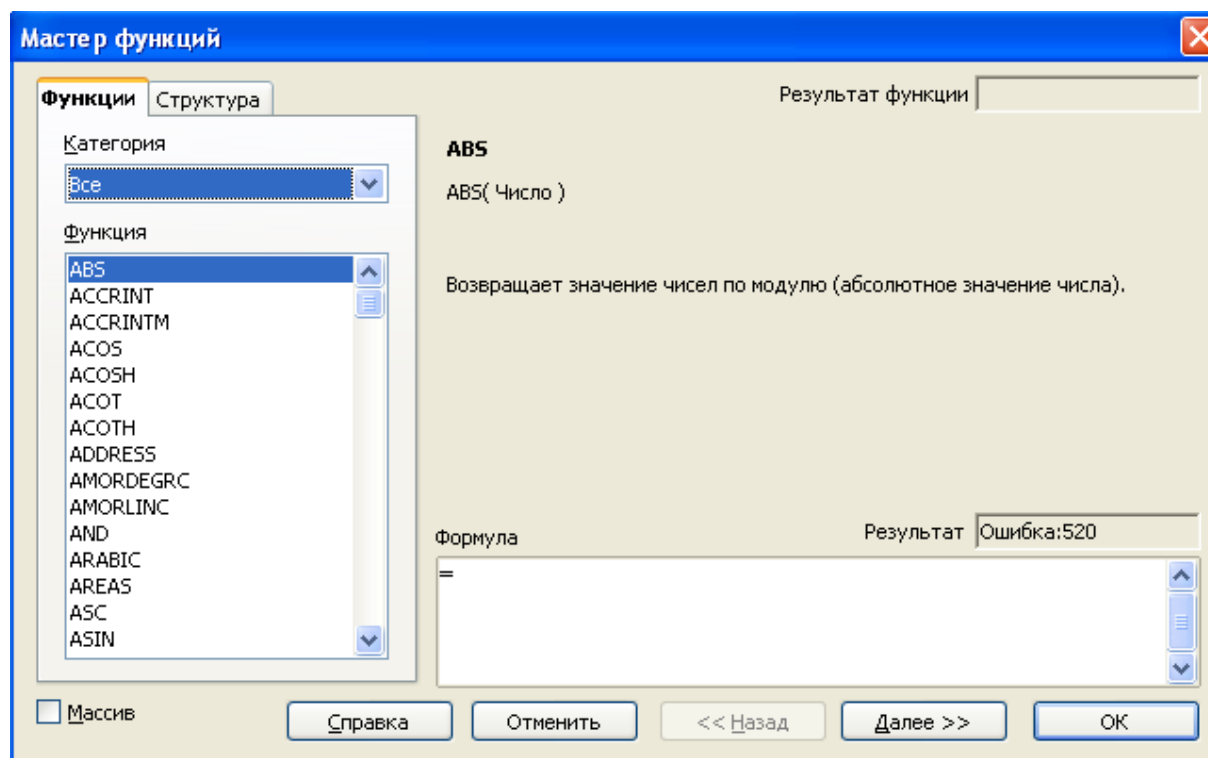 Мастер функций
Функции Структура
Результат функции
Категория
Все
Функция
ABS
ACCRINT
ACCRINTM
ACOS
ACOSH
ACOT
ACOTH
ADDRESS
AMORDEGRC
AMORLINC
AND
ARABIC
AREAS
ASC
ASIN
ABS
ABS( Число )
Возвращает значение чисел по модулю (абсолютное значение числа).
Формула
Результат Ошибка:520
=
Массив
Справка Отменить << Назад Далее >> ОК